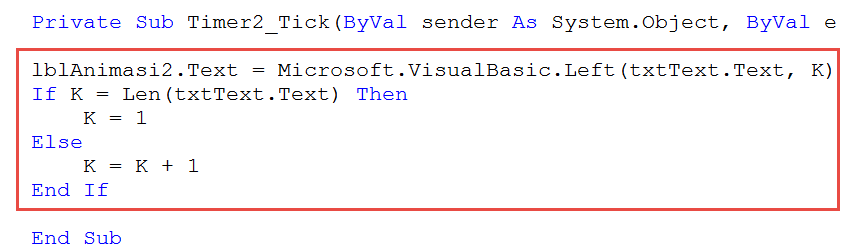 Private Sub Timer2_Tick(ByVal sender As System.Object, ByVal e
lblAnimasi2.Text = Microsoft.VisualBasic.Left(txtText.Text, K)
If K = Len(txtText.Text) Then
    K = 1
Else
    K = K + 1
End If
End Sub